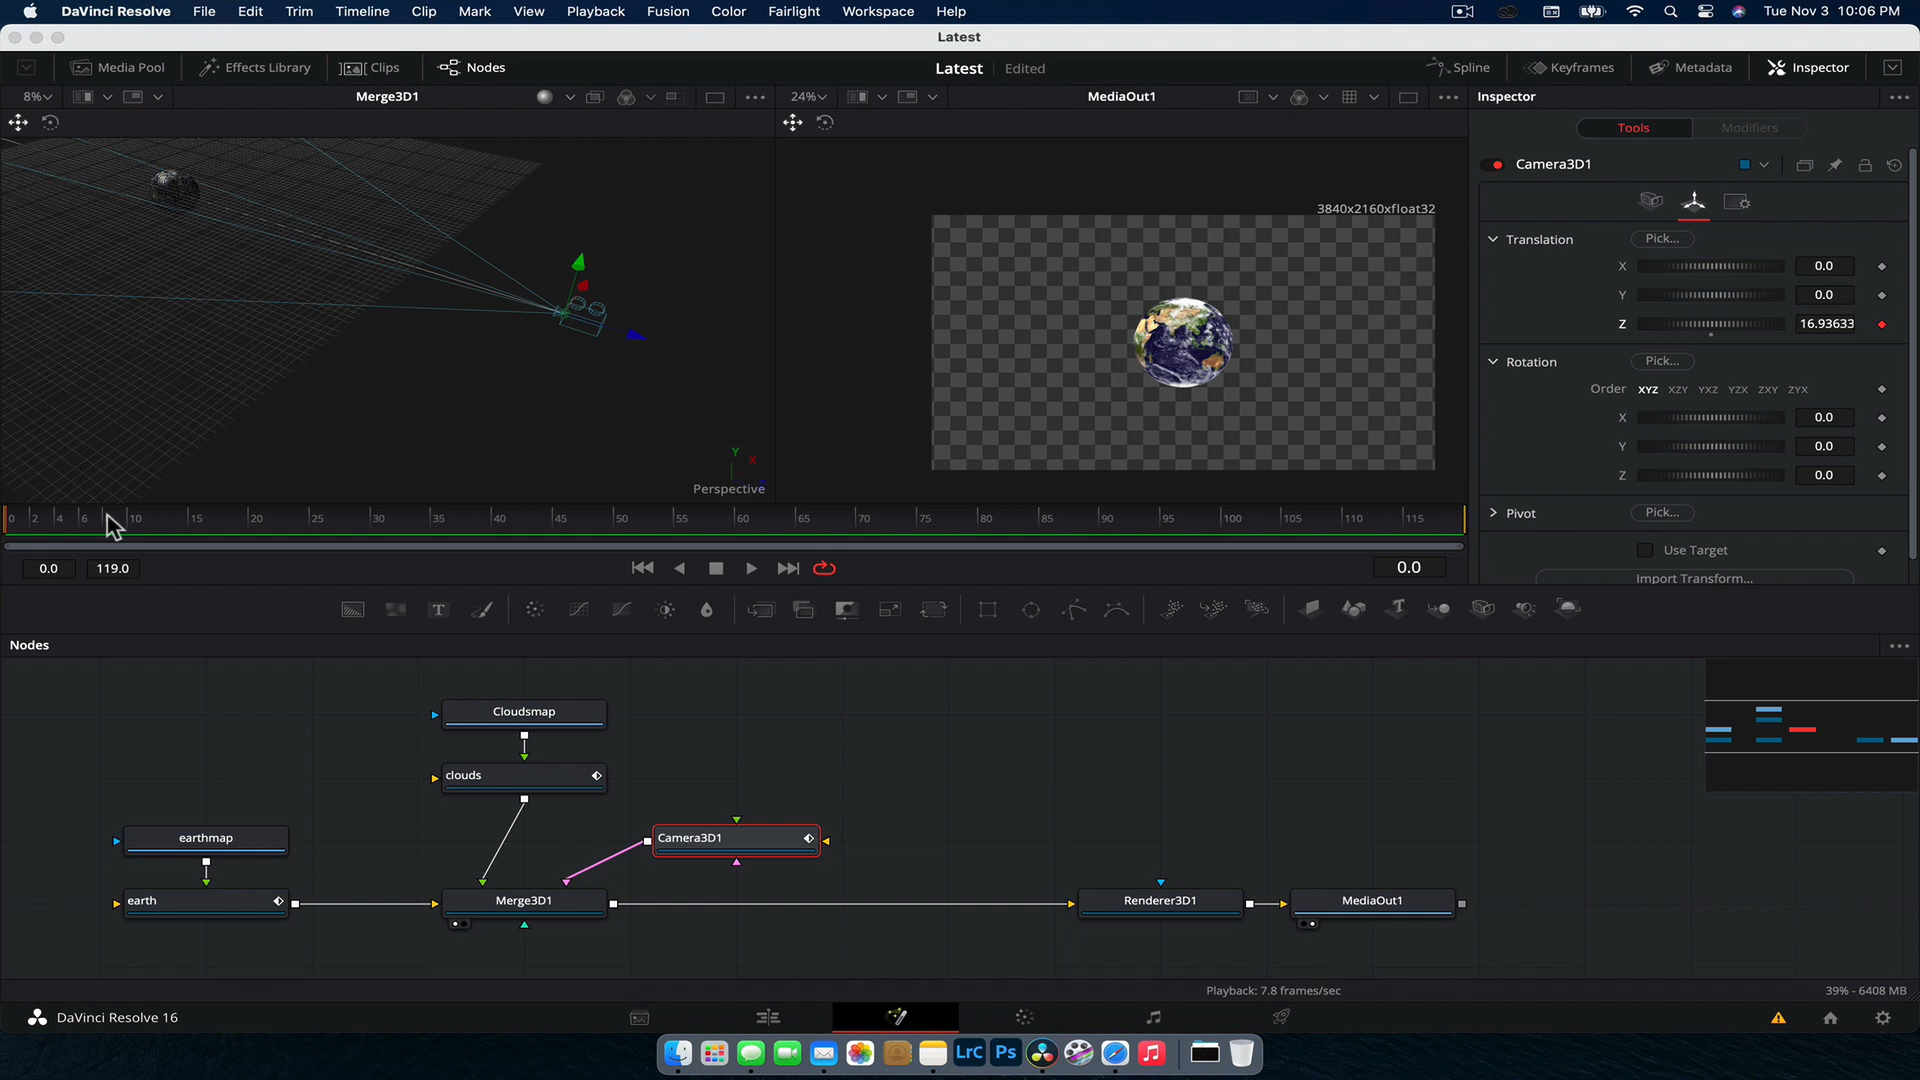 DaVinci Resolve File Edit Trim Timeline Clip Mark View Playback Fusion Color Fairlight Workspace Help Tue Nov 3 10:06 PM
Latest
Media Pool Effects Library Clips Nodes Latest Edited Spline Keyframes Metadata Inspector
8% Merge3D1 24% MediaOut1 Inspector
Tools Modifiers
Camera3D1
3840x2160xfloat32
Translation Pick...
X 0.0
Y 0.0
Z 16.93633
Rotation Pick...
Order XYZ XZY YXZ YZX ZXY ZYX
X 0.0
Y 0.0
Z 0.0
Y X
Perspective
Pivot Pick...
0 2 4 6 10 15 20 25 30 35 40 45 50 55 60 65 70 75 80 85 90 95 100 105 110 115
Use Target
Import Transform...
0.0 119.0 0.0
T T
Nodes
Cloudsmap
clouds
earthmap Camera3D1
earth Merge3D1 Renderer3D1 MediaOut1
Playback: 7.8 frames/sec 39% - 6408 MB
DaVinci Resolve 16
LrC Ps